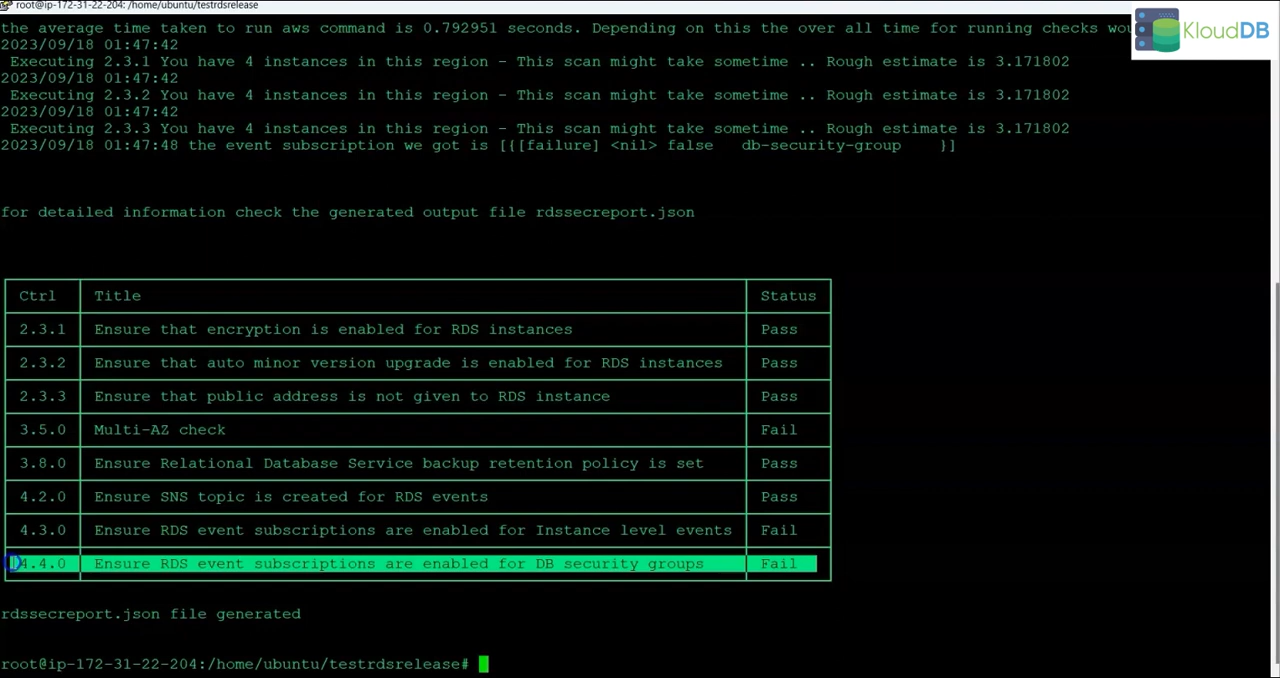 root@ip-172-31-22-204: /home/ubuntu/testrdsrelease
KloudDB
the average time taken to run aws command is 0.792951 seconds. Depending on this the over all time for running checks
2023/09/18 01:47:42
Executing 2.3.1 You have 4 instances in this region - This scan might take sometime .. Rough estimate is 3.171802
2023/09/18 01:47:42
Executing 2.3.2 You have 4 instances in this region - This scan might take sometime .. Rough estimate is 3.171802
2023/09/18 01:47:42
Executing 2.3.3 You have 4 instances in this region - This scan might take sometime .. Rough estimate is 3.171802
2023/09/18 01:47:48 the event subscription we got is [{[failure] <nil> false   db-security-group    }]
for detailed information check the generated output file rdssecreport.json
Ctrl Title Status
2.3.1 Ensure that encryption is enabled for RDS instances Pass
2.3.2 Ensure that auto minor version upgrade is enabled for RDS instances Pass
2.3.3 Ensure that public address is not given to RDS instance Pass
3.5.0 Multi-AZ check Fail
3.8.0 Ensure Relational Database Service backup retention policy is set Pass
4.2.0 Ensure SNS topic is created for RDS events Pass
4.3.0 Ensure RDS event subscriptions are enabled for Instance level events Fail
4.4.0 Ensure RDS event subscriptions are enabled for DB security groups Fail
rdssecreport.json file generated
root@ip-172-31-22-204:/home/ubuntu/testrdsrelease#